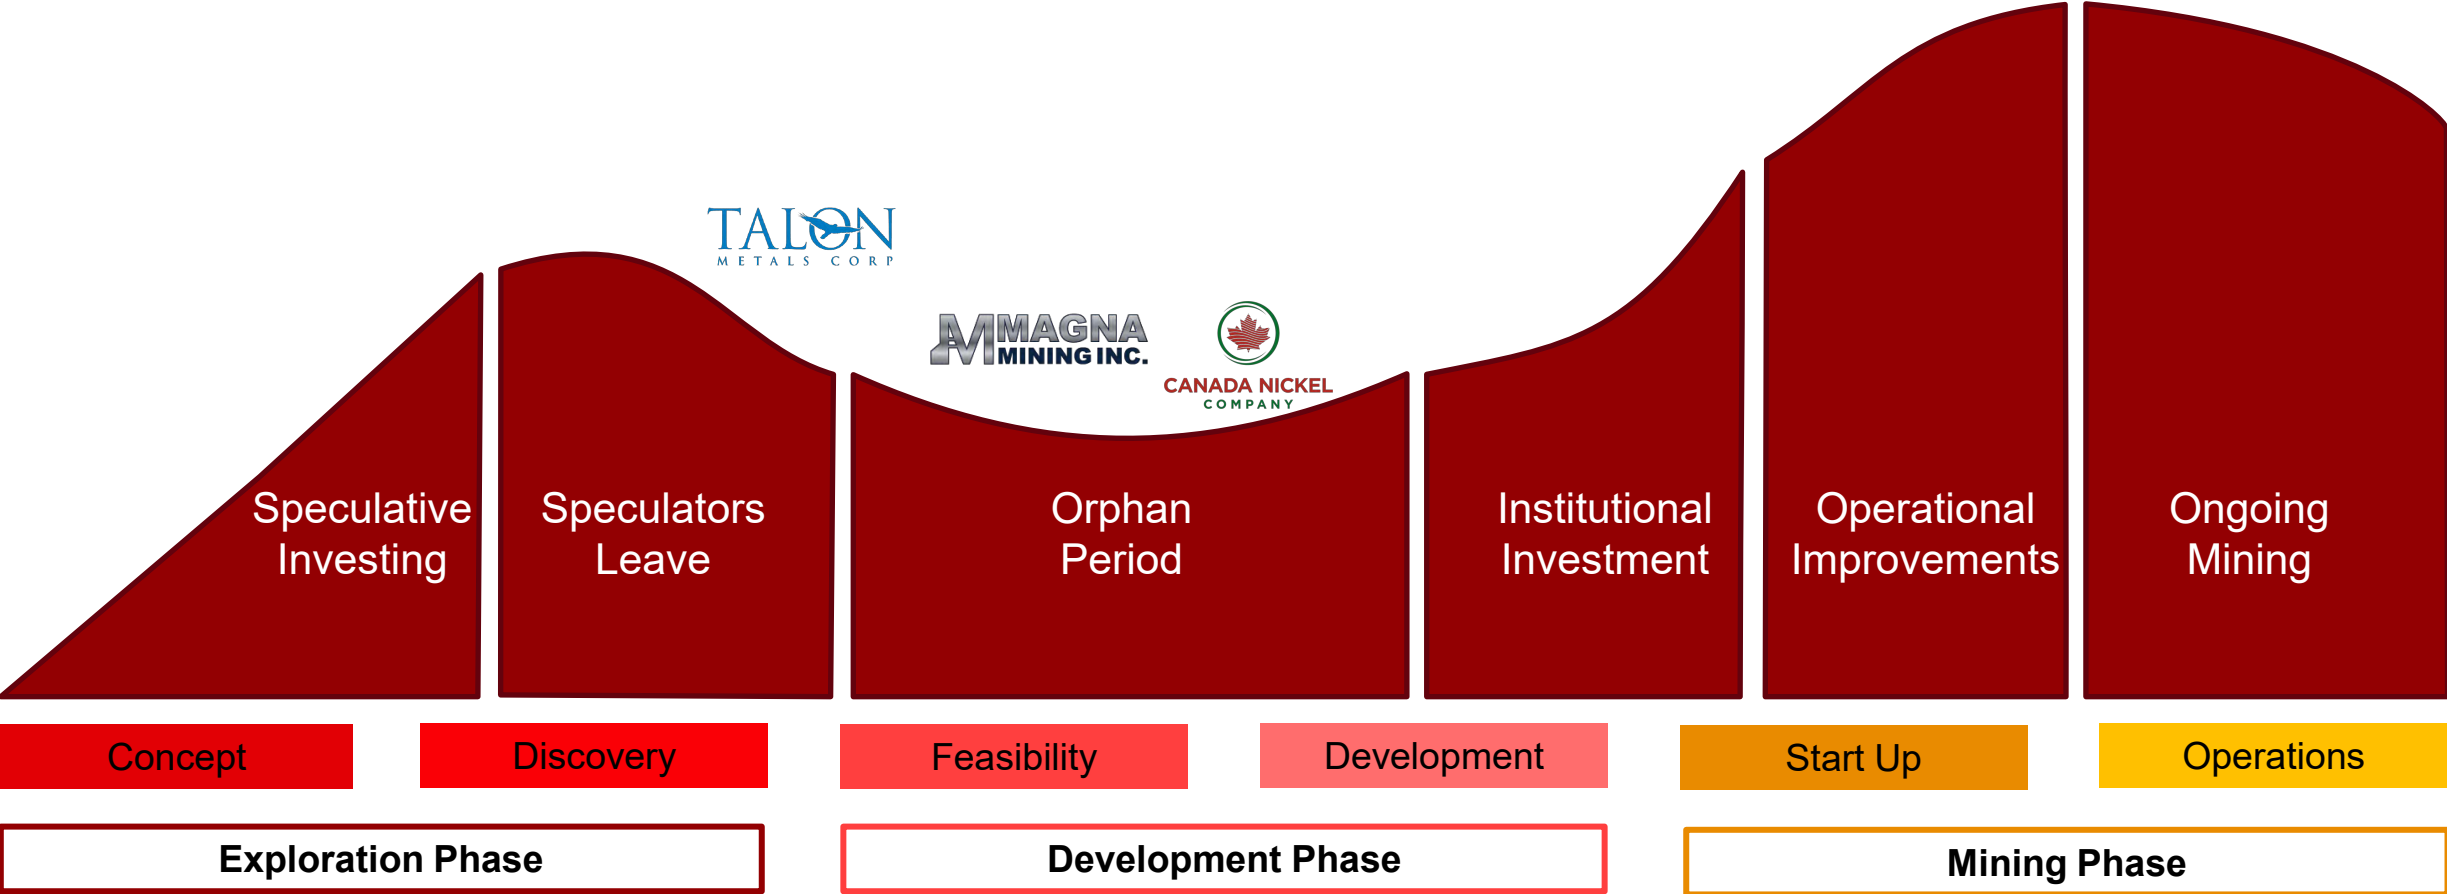 TALON
METALS CORP
MAGNA
MINING INC.
CANADA NICKEL
COMPANY
Speculative
Investing
Speculators
Leave
Orphan
Period
Institutional
Investment
Operational
Improvements
Ongoing
Mining
Concept
Discovery
Feasibility
Development
Start Up
Operations
Exploration Phase
Development Phase
Mining Phase